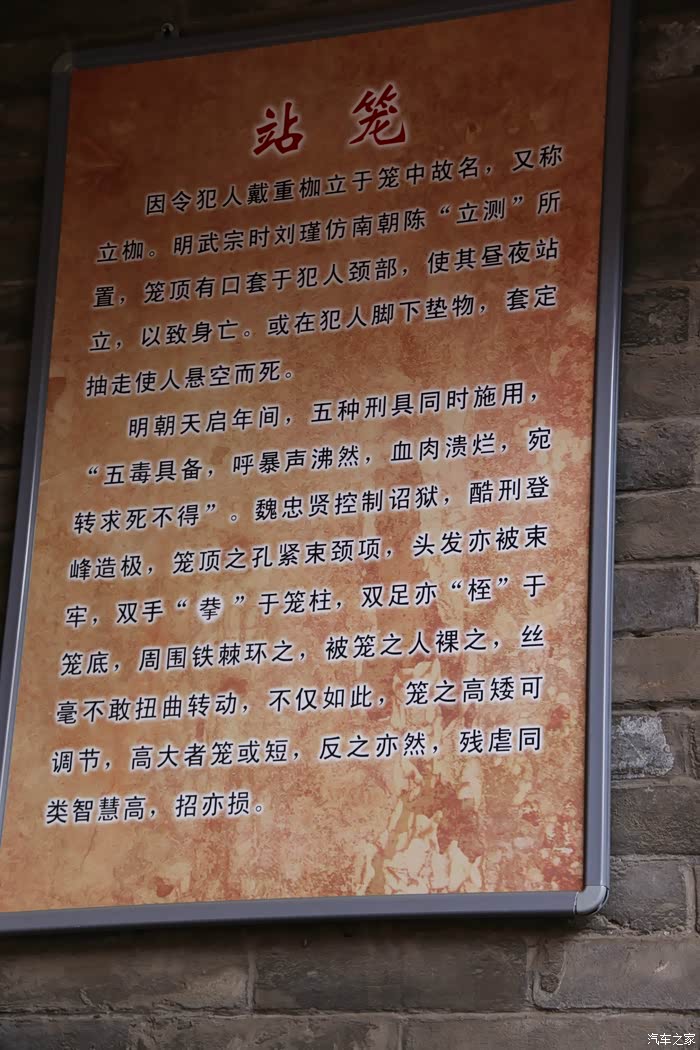 站 笼
因令犯人戴重枷立于笼中故名，又称
立枷。明武宗时刘瑾仿南朝陈“立测”所
置，笼顶有口套于犯人颈部，使其昼夜站
立，以致身亡。或在犯人脚下垫物，套定
抽走使人悬空而死。
明朝天启年间，五种刑具同时施用，
“五毒具备，呼暴声沸然，血肉溃烂，宛
转求死不得”。魏忠贤控制诏狱，酷刑登
峰造极，笼顶之孔紧束颈项，头发亦被束
牢，双手“拲”于笼柱，双足亦“桎”于
笼底，周围铁棘环之，被笼之人裸之，丝
毫不敢扭曲转动，不仅如此，笼之高矮可
调节，高大者笼或短，反之亦然，残虐同
类智慧高，招亦损。
汽车之家